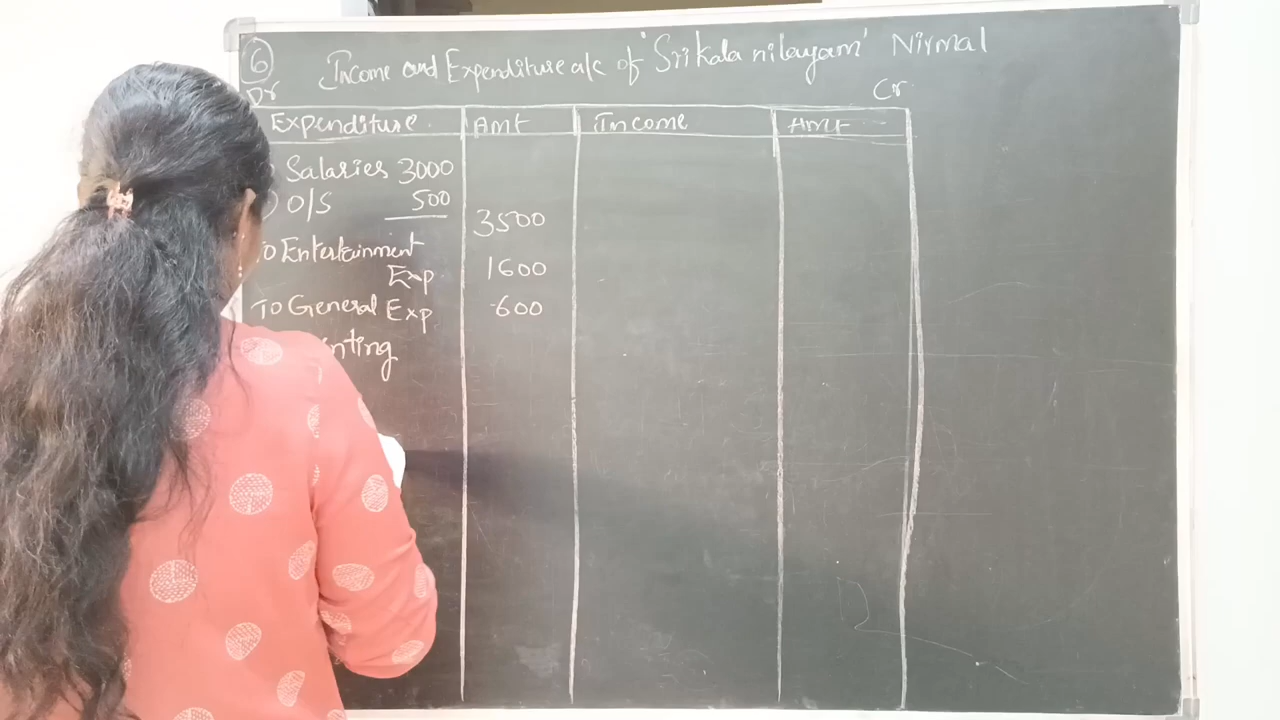 6 Income and Expenditure a/c of 'Srikala nilayam' Nirmal
Dr Cr
Expenditure Amt Income Amt
Salaries 3000
O/S 500
3500
To Entertainment
Exp 1600
To General Exp 600